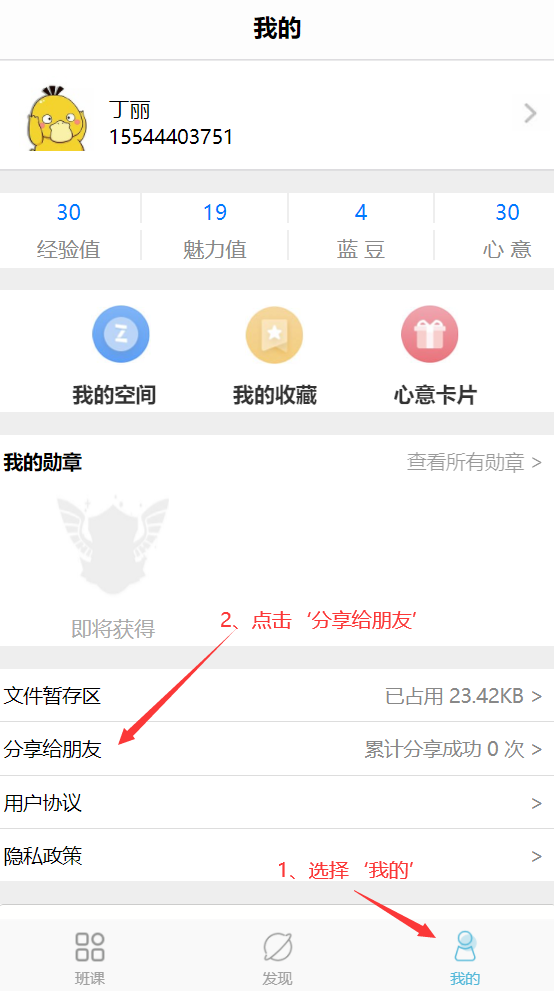 我的
丁丽
15544403751
30 19 4 30
经验值 魅力值 蓝 豆 心 意
我的空间 我的收藏 心意卡片
我的勋章 查看所有勋章 >
即将获得
2、点击‘分享给朋友’
文件暂存区 已占用 23.42KB >
分享给朋友 累计分享成功 0 次 >
用户协议 >
隐私政策 >
1、选择‘我的’
班课 发现 我的